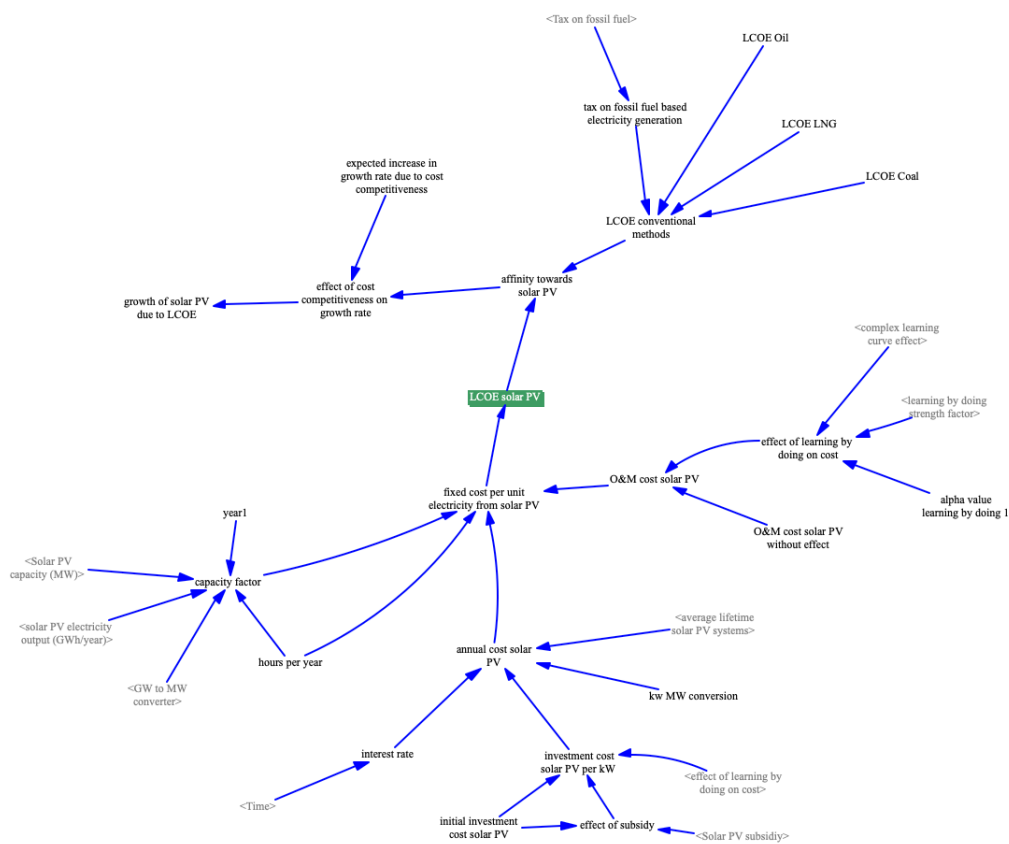 <Tax on fossil fuel>
LCOE Oil
tax on fossil fuel based
electricity generation
LCOE LNG
expected increase in
growth rate due to cost
competitiveness
LCOE Coal
LCOE conventional
methods
affinity towards
solar PV
effect of cost
competitiveness on
growth rate
growth of solar PV
due to LCOE
<complex learning
curve effect>
LCOE solar PV
<learning by doing
strength factor>
effect of learning by
doing on cost
O&M cost solar PV
fixed cost per unit
electricity from solar PV
alpha value
learning by doing 1
year1
O&M cost solar PV
without effect
<Solar PV
capacity (MW)>
capacity factor
<solar PV electricity
output (GWh/year)>
<average lifetime
solar PV systems>
hours per year
annual cost solar
PV
<GW to MW
converter>
kw MW conversion
interest rate
investment cost
solar PV per kW
<effect of learning by
doing on cost>
<Time>
initial investment
cost solar PV
effect of subsidy
<Solar PV subsidiy>